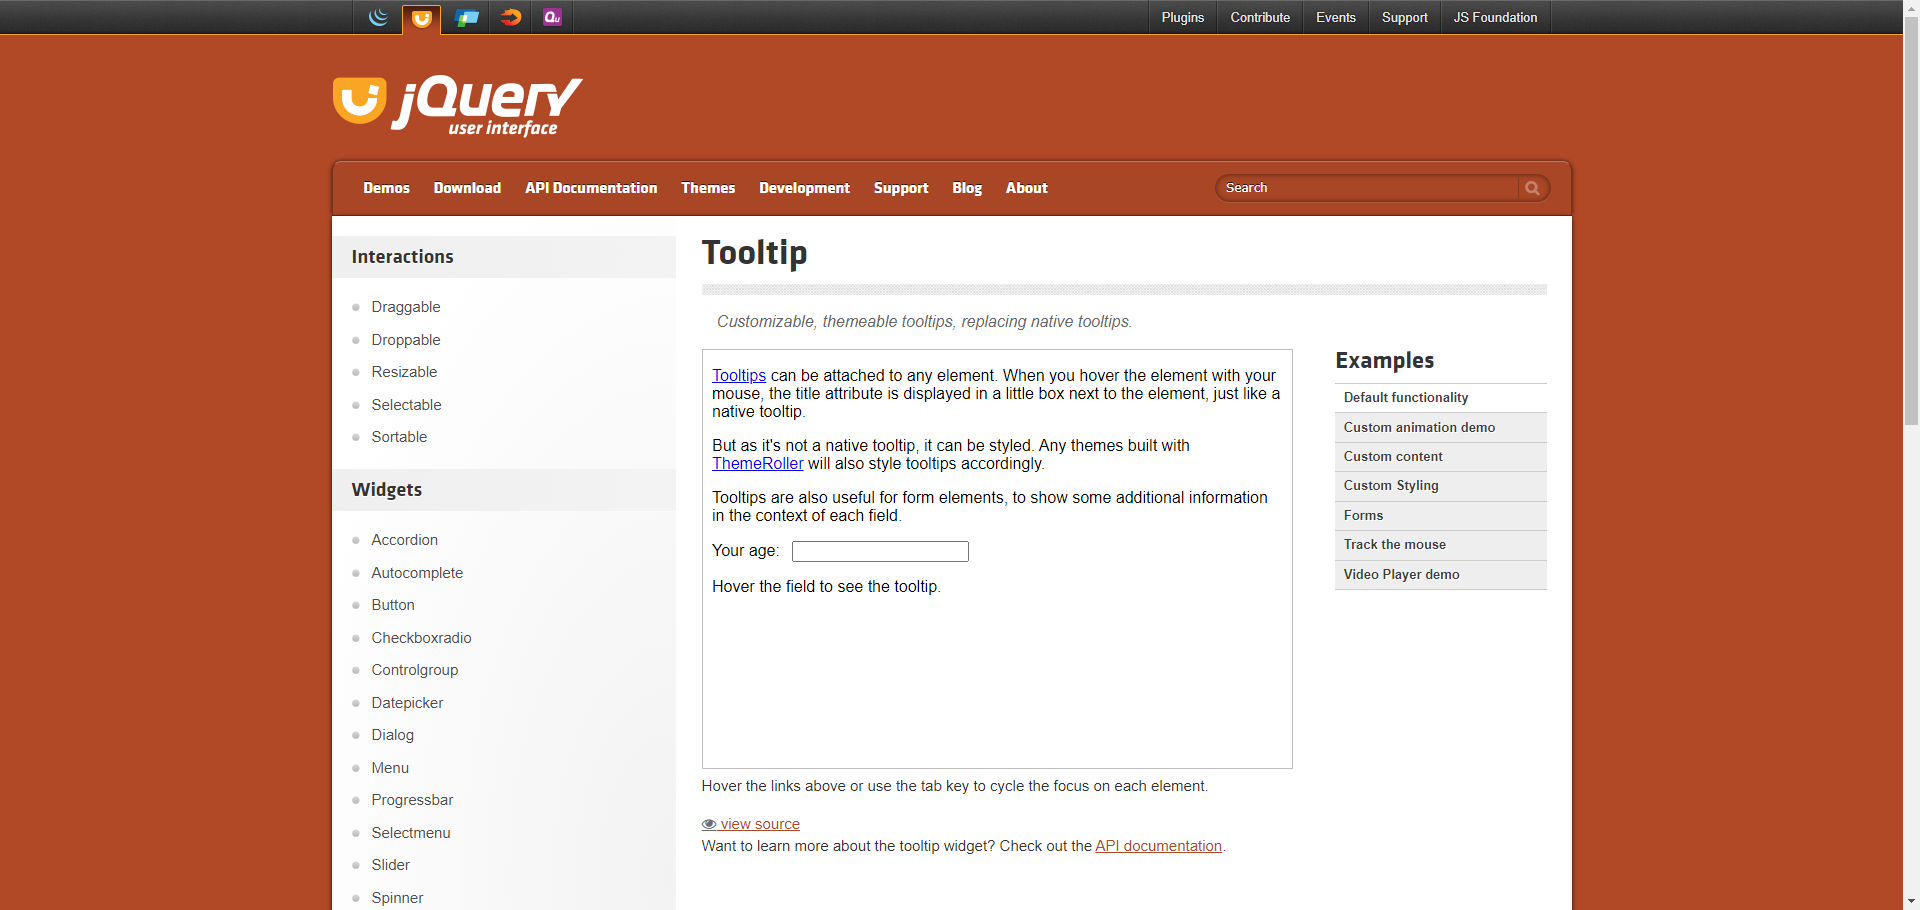 Plugins
Contribute
Events
Support
JS Foundation
jQuery
user interface
Demos
Download
API Documentation
Themes
Development
Support
Blog
About
Search
Interactions
Draggable
Droppable
Resizable
Selectable
Sortable
Widgets
Accordion
Autocomplete
Button
Checkboxradio
Controlgroup
Datepicker
Dialog
Menu
Progressbar
Selectmenu
Slider
Spinner
Tooltip
Customizable, themeable tooltips, replacing native tooltips.
Tooltips can be attached to any element. When you hover the element with your
mouse, the title attribute is displayed in a little box next to the element, just like a
native tooltip.
But as it's not a native tooltip, it can be styled. Any themes built with
ThemeRoller will also style tooltips accordingly.
Tooltips are also useful for form elements, to show some additional information
in the context of each field.
Your age:
Hover the field to see the tooltip.
Hover the links above or use the tab key to cycle the focus on each element.
view source
Want to learn more about the tooltip widget? Check out the API documentation.
Examples
Default functionality
Custom animation demo
Custom content
Custom Styling
Forms
Track the mouse
Video Player demo